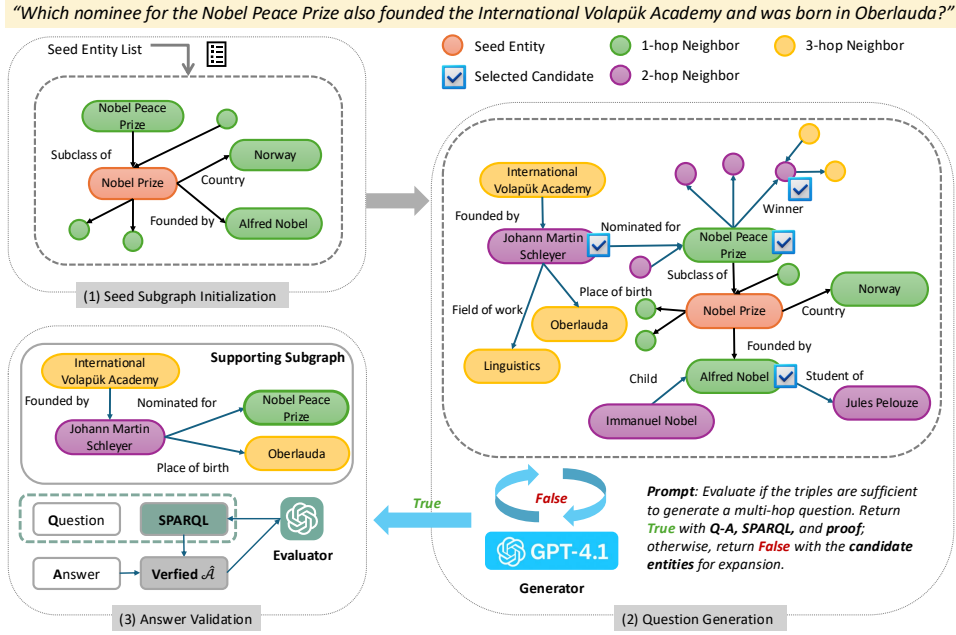 “Which nominee for the Nobel Peace Prize also founded the International Volapük Academy and was born in Oberlauda?”
Seed Entity List
Nobel Peace
Prize
Subclass of
Norway
Nobel Prize
Country
Founded by
Alfred Nobel
(1) Seed Subgraph Initialization
Seed Entity
1-hop Neighbor
3-hop Neighbor
Selected Candidate
2-hop Neighbor
International
Volapük Academy
Founded by
Nominated for
Winner
Johann Martin
Schleyer
Nobel Peace
Prize
Subclass of
Place of birth
Norway
Field of work
Nobel Prize
Country
Oberlauda
Founded by
Linguistics
Child
Alfred Nobel
Student of
Jules Pelouze
Immanuel Nobel
False
GPT-4.1
Generator
Prompt: Evaluate if the triples are sufficient
to generate a multi-hop question. Return
True with Q-A, SPARQL, and proof;
otherwise, return False with the candidate
entities for expansion.
(2) Question Generation
True
Supporting Subgraph
International
Volapük Academy
Founded by
Nominated for
Nobel Peace
Prize
Johann Martin
Schleyer
Oberlauda
Place of birth
Question
SPARQL
Evaluator
Answer
Verfied 𝒜̂
(3) Answer Validation